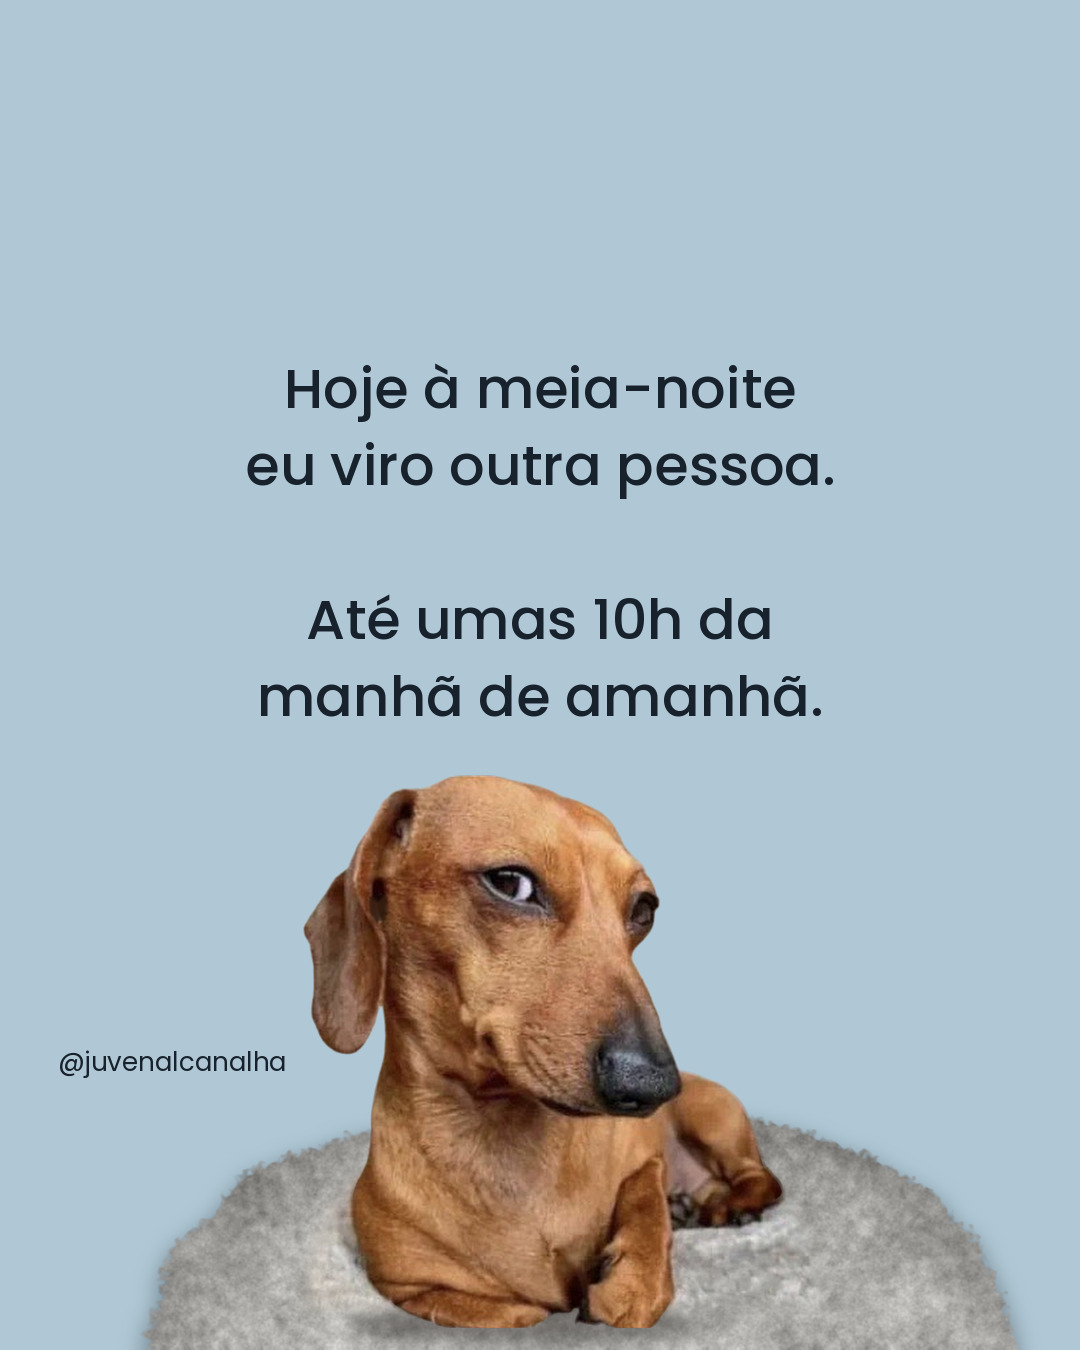 Hoje à meia-noite
eu viro outra pessoa.
Até umas 10h da
manhã de amanhã.
@juvenalcanalha